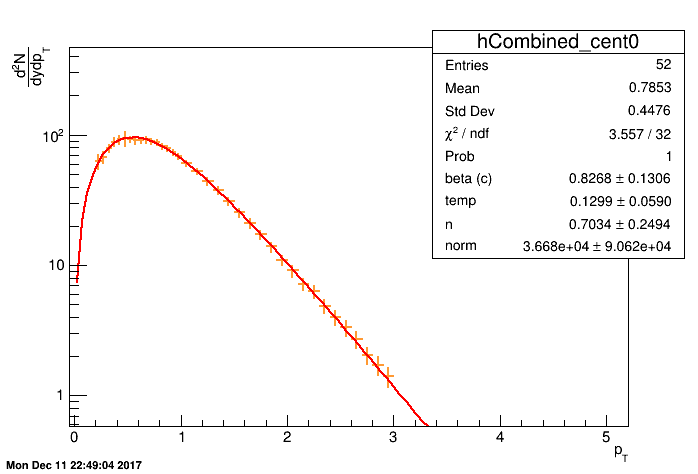 hCombined_cent0
Entries 52
Mean 0.7853
Std Dev 0.4476
χ² / ndf 3.557 / 32
Prob 1
beta (c) 0.8268 ± 0.1306
temp 0.1299 ± 0.0590
n 0.7034 ± 0.2494
norm 3.668e+04 ± 9.062e+04
d²N
dydp_T
10²
10
1
0 1 2 3 4 5
p_T
Mon Dec 11 22:49:04 2017